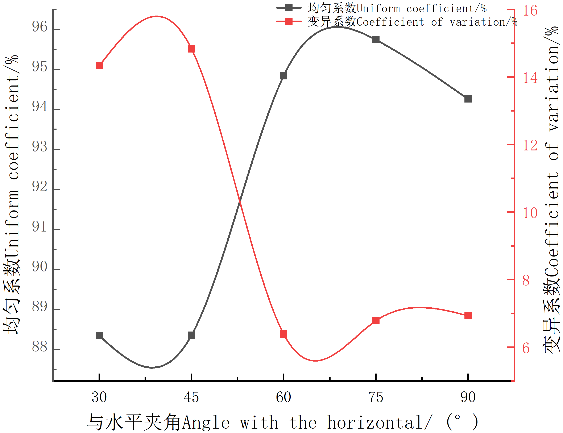 均匀系数Uniform coefficient/%
变异系数Coefficient of variation/%
均匀系数Uniform coefficient/%
96
95
94
93
92
91
90
89
88
16
14
12
10
8
6
变异系数Coefficient of variation/%
30 45 60 75 90
与水平夹角Angle with the horizontal/ (° )